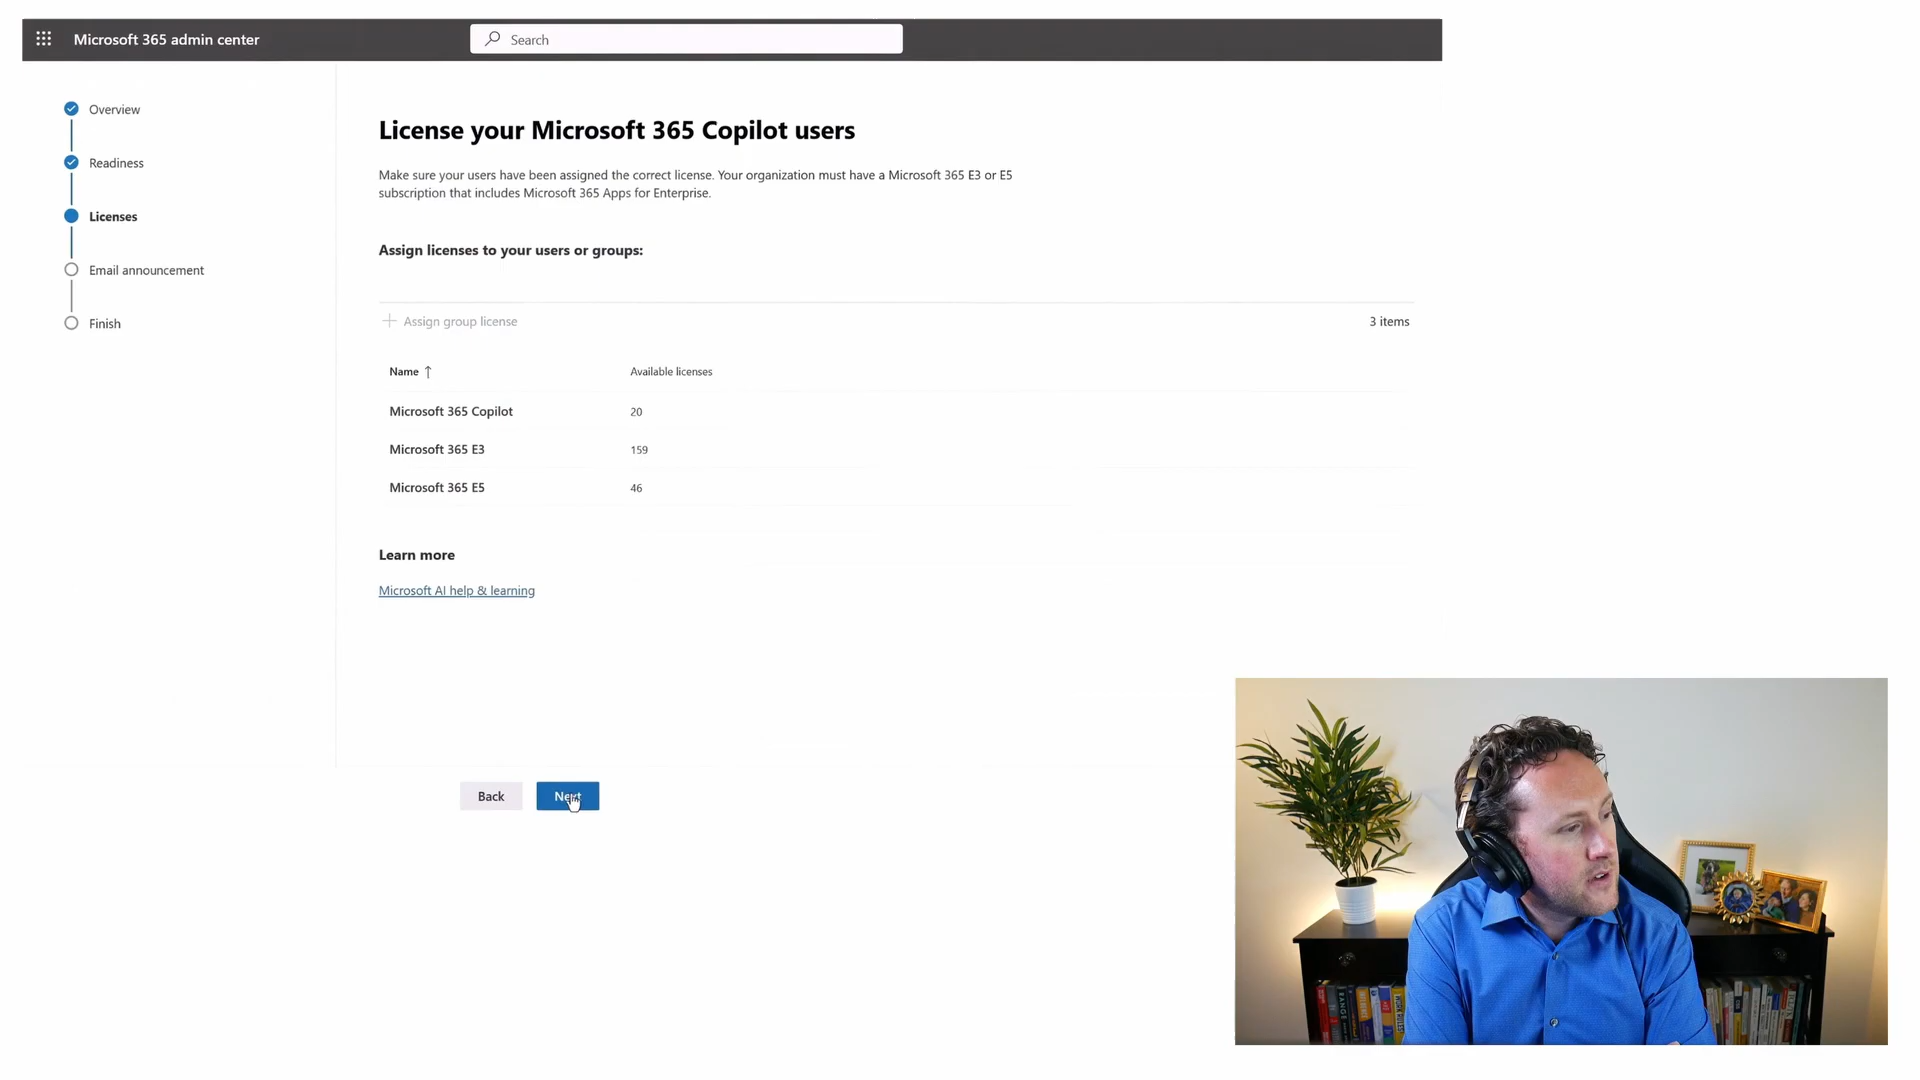 Microsoft 365 admin center
Search
Overview
Readiness
Licenses
Email announcement
Finish
License your Microsoft 365 Copilot users
Make sure your users have been assigned the correct license. Your organization must have a Microsoft 365 E3 or E5
subscription that includes Microsoft 365 Apps for Enterprise.
Assign licenses to your users or groups:
Assign group license
3 items
Name
Available licenses
Microsoft 365 Copilot
20
Microsoft 365 E3
159
Microsoft 365 E5
46
Learn more
Microsoft AI help & learning
Back
Next